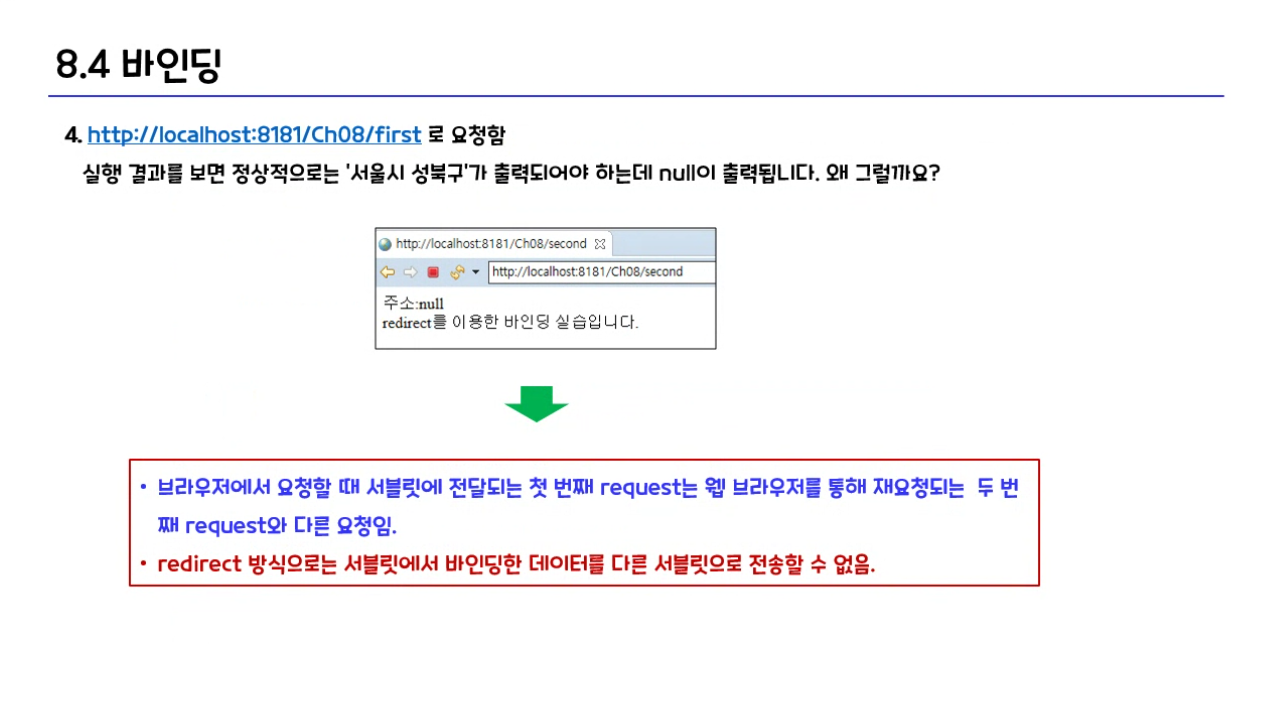 8.4 바인딩
4. http://localhost:8181/Ch08/first 로 요청함
실행 결과를 보면 정상적으로는 '서울시 성북구'가 출력되어야 하는데 null이 출력됩니다. 왜 그럴까요?
http://localhost:8181/Ch08/second
http://localhost:8181/Ch08/second
주소:null
redirect를 이용한 바인딩 실습입니다.
• 브라우저에서 요청할 때 서블릿에 전달되는 첫 번째 request는 웹 브라우저를 통해 재요청되는 두 번
째 request와 다른 요청임.
• redirect 방식으로는 서블릿에서 바인딩한 데이터를 다른 서블릿으로 전송할 수 없음.